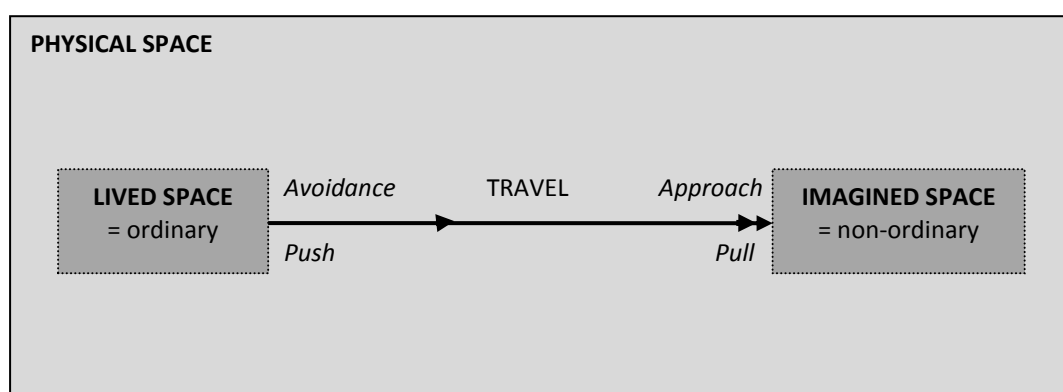 PHYSICAL SPACE
LIVED SPACE
= ordinary
Avoidance
TRAVEL
Approach
Push
Pull
IMAGINED SPACE
= non-ordinary